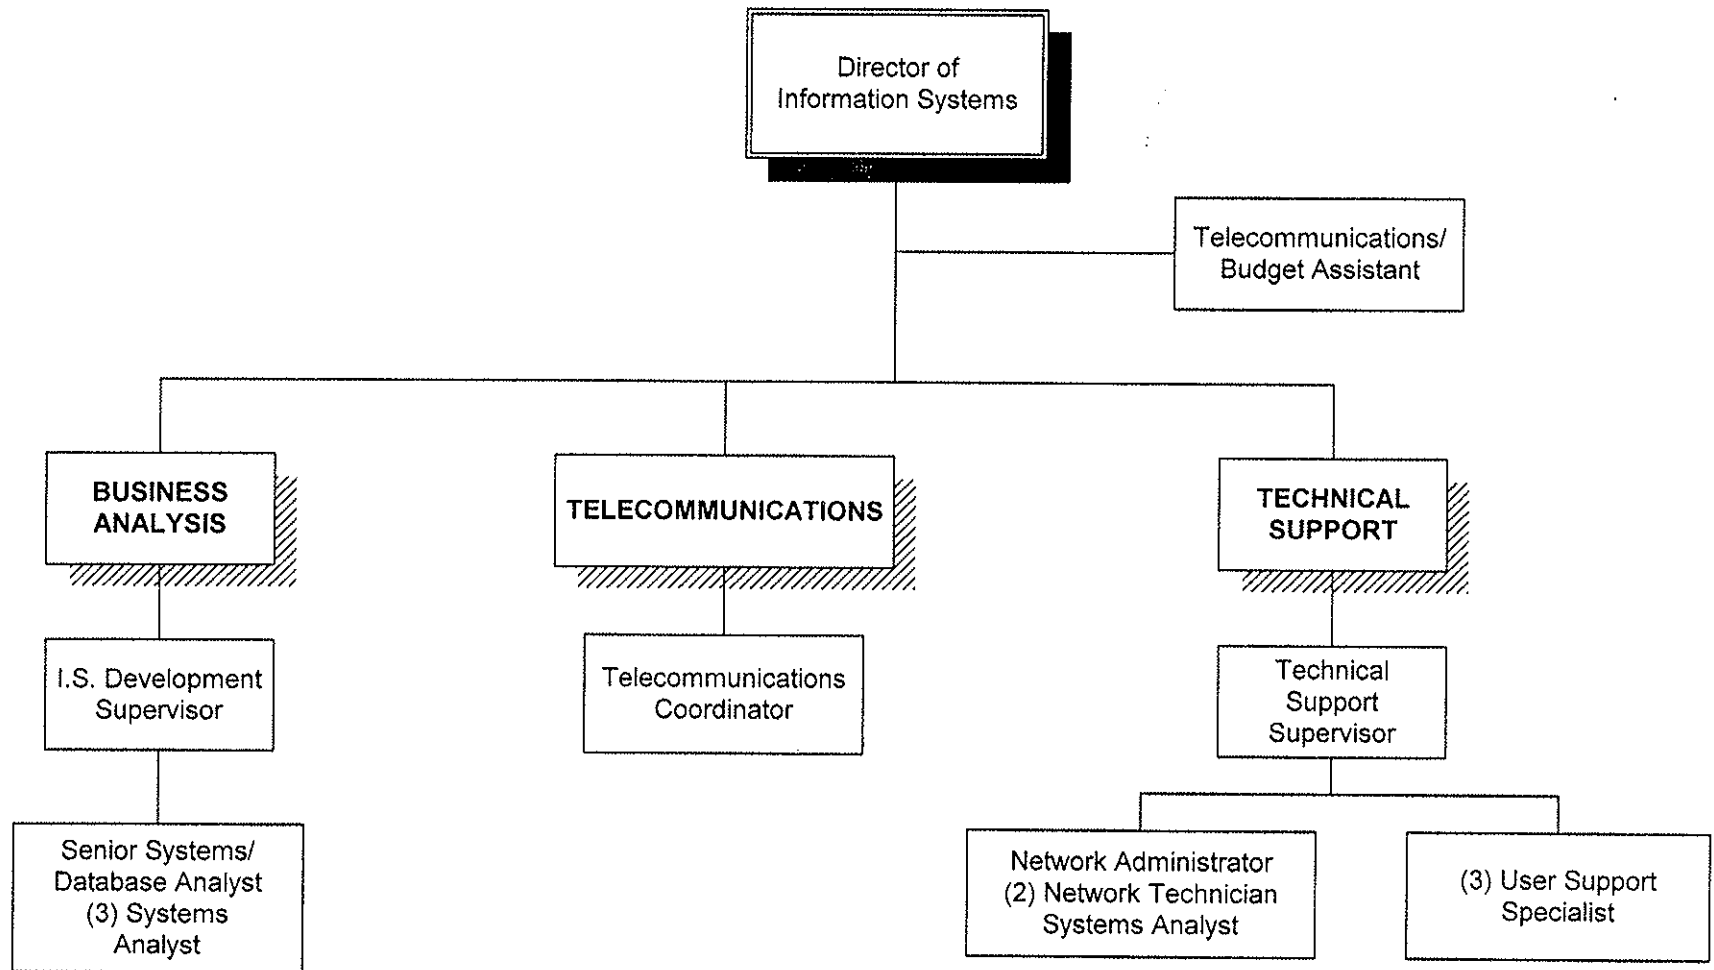 Director of
Information Systems
Telecommunications/
Budget Assistant
BUSINESS
ANALYSIS
TELECOMMUNICATIONS
TECHNICAL
SUPPORT
I.S. Development
Supervisor
Telecommunications
Coordinator
Technical
Support
Supervisor
Senior Systems/
Database Analyst
(3) Systems
Analyst
Network Administrator
(2) Network Technician
Systems Analyst
(3) User Support
Specialist